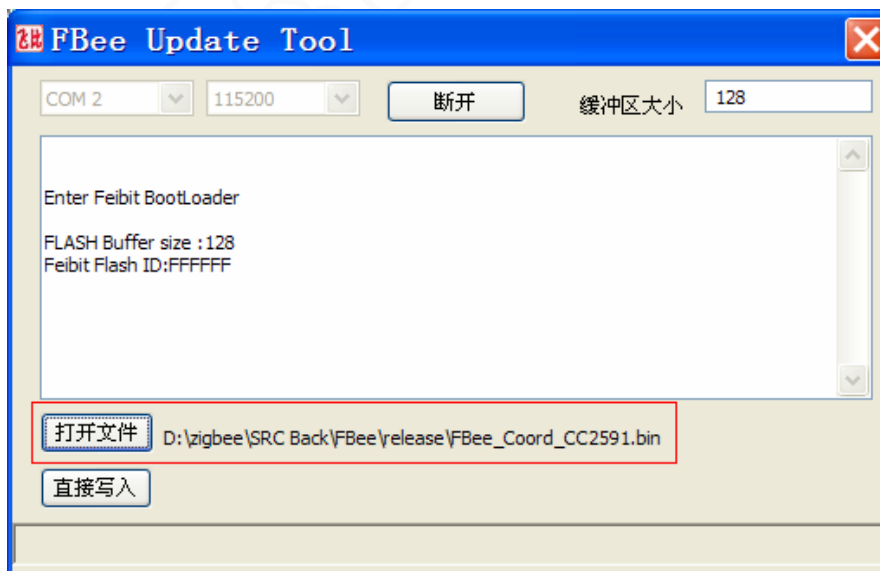 飞比 FBee Update Tool
COM 2 115200 断开 缓冲区大小 128
Enter Feibit BootLoader
FLASH Buffer size :128
Feibit Flash ID:FFFFFF
打开文件 D:\zigbee\SRC Back\FBee\release\FBee_Coord_CC2591.bin
直接写入